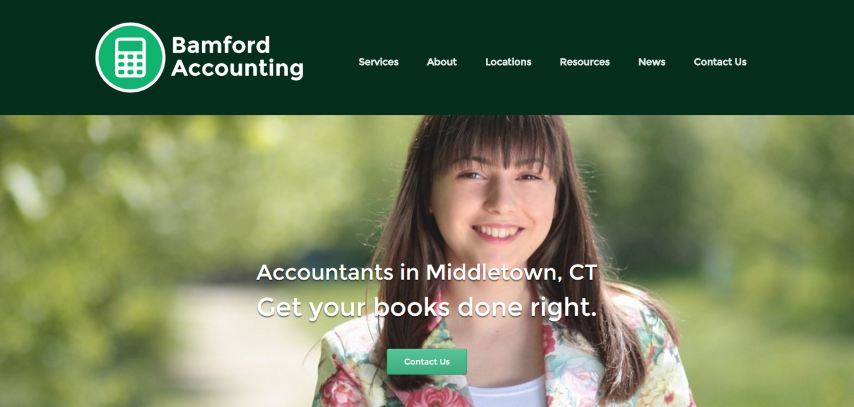 Bamford
Accounting
Services About Locations Resources News Contact Us
Accountants in Middletown, CT
Get your books done right.
Contact Us